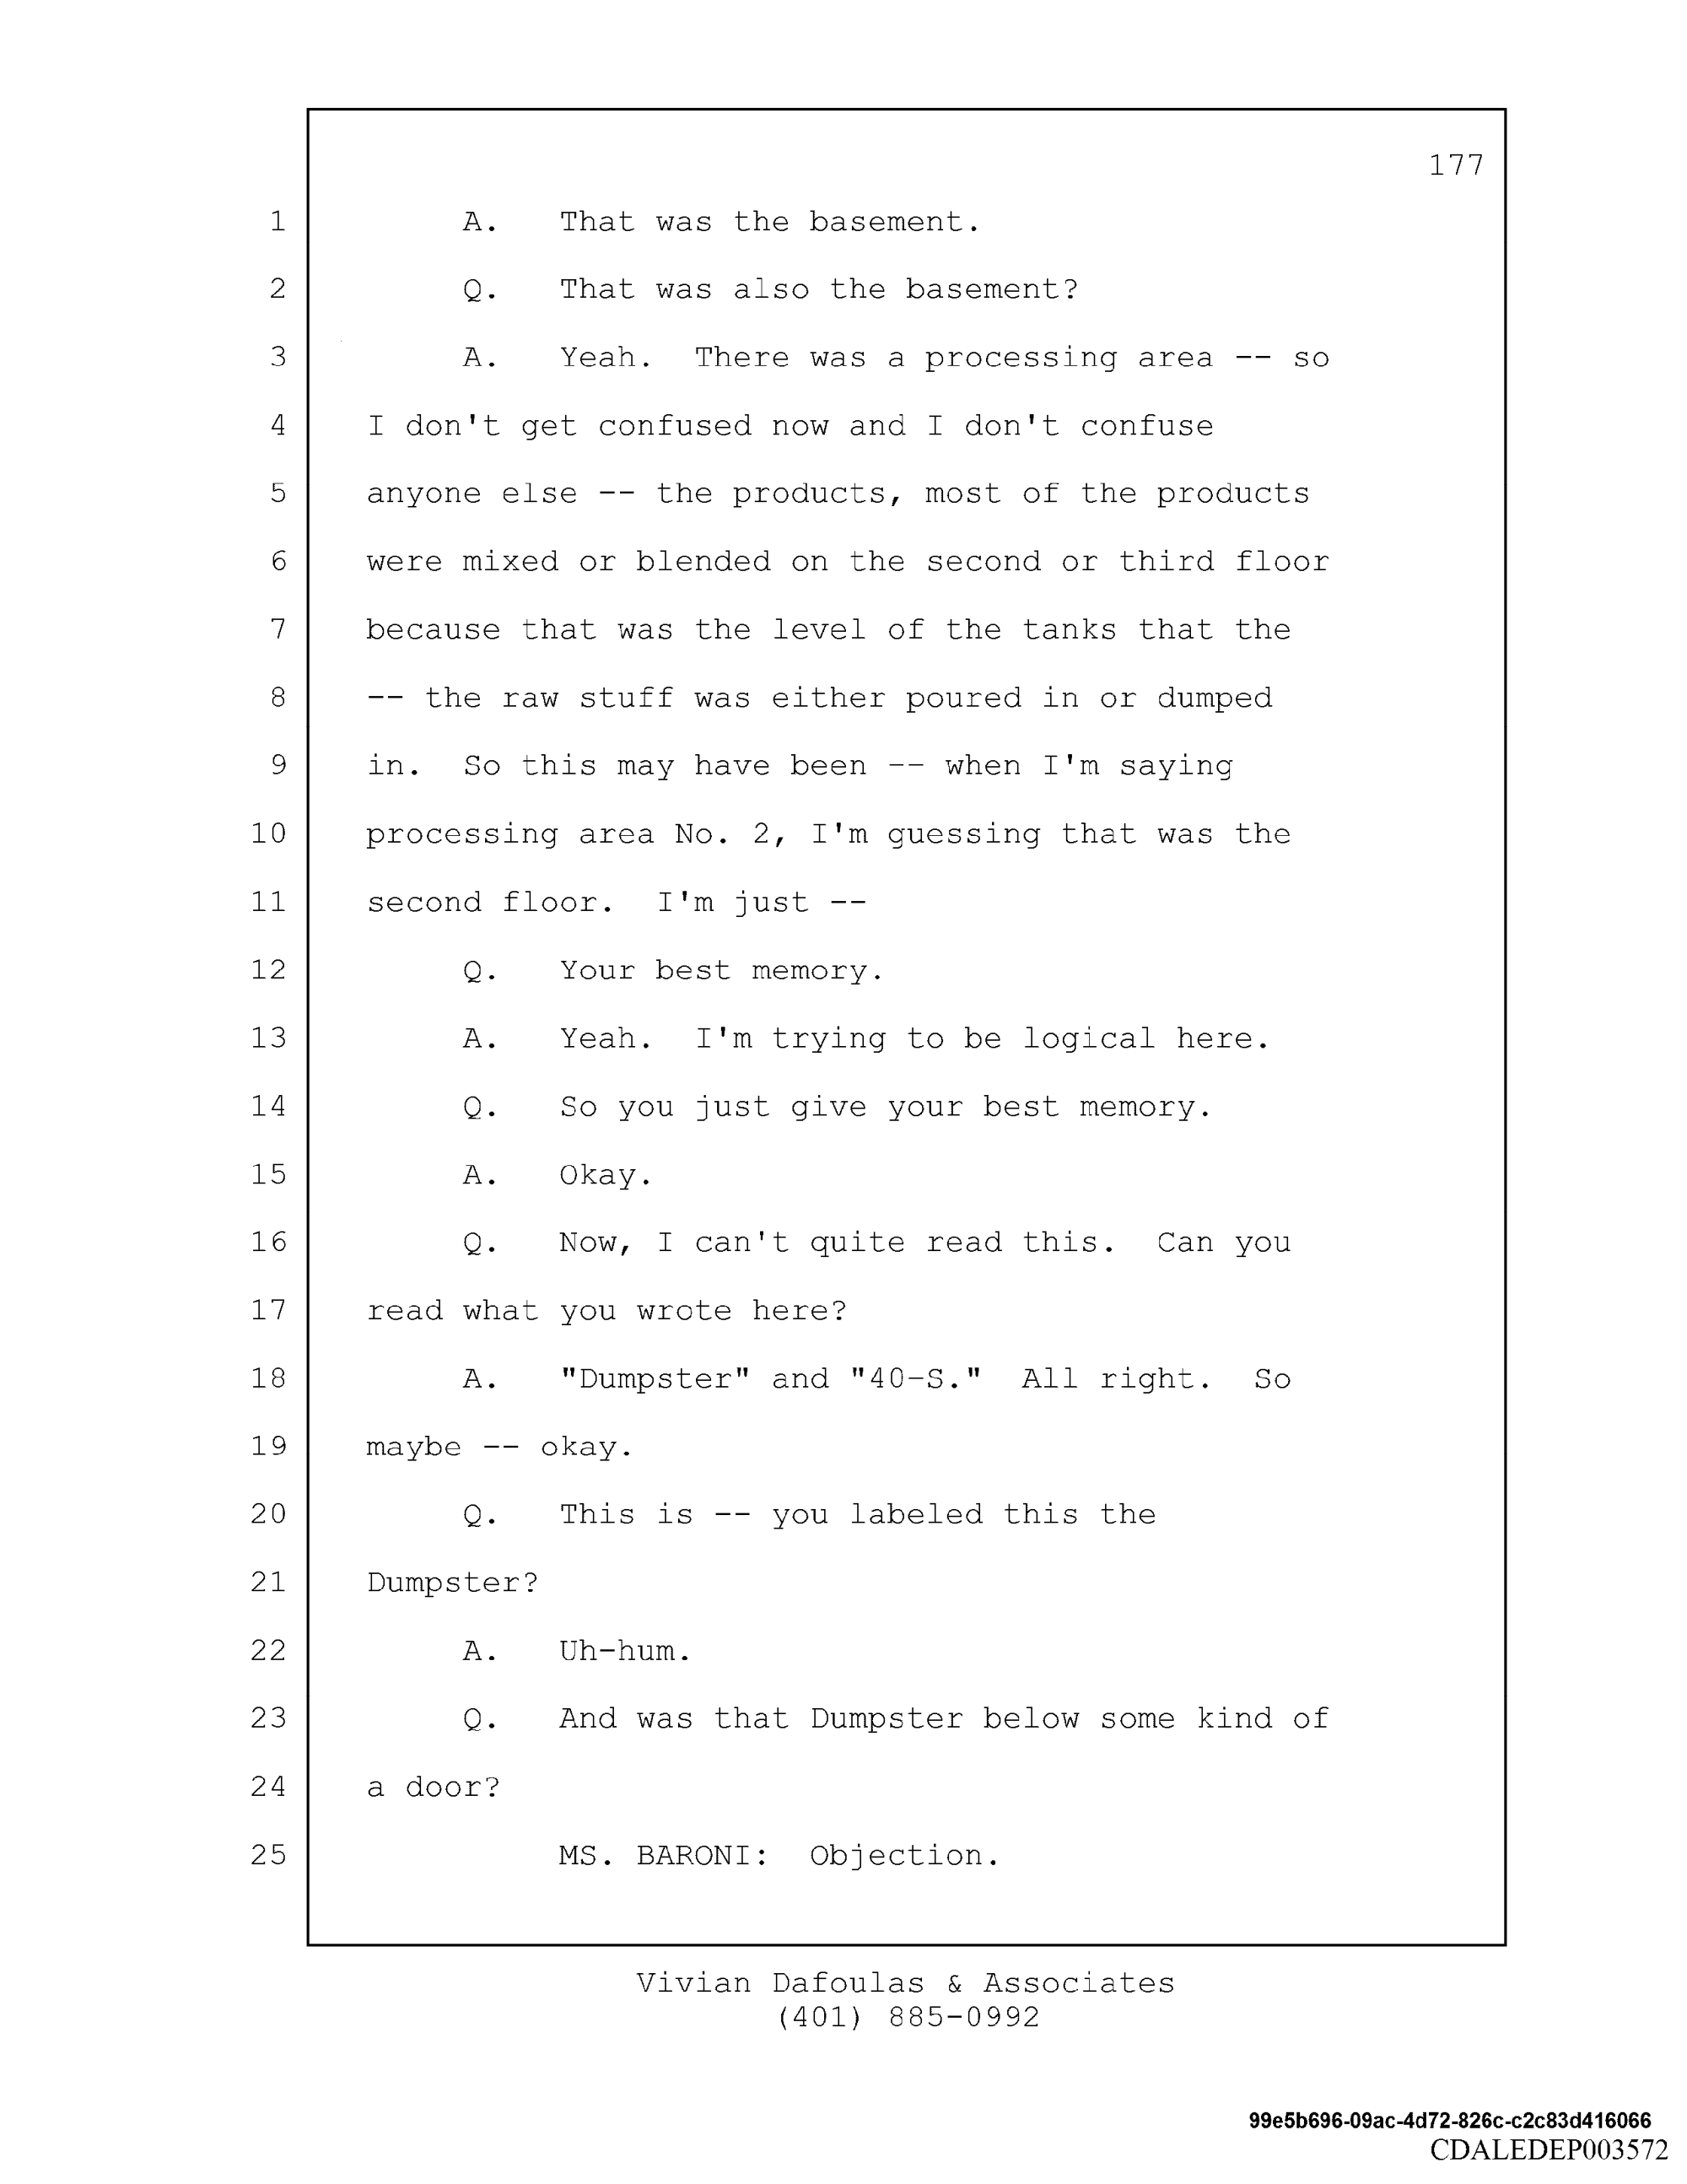 177
1 A. That was the basement.
2 Q. That was also the basement?
3 A. Yeah. There was a processing area -- so
4 I don't get confused now and I don't confuse
5 anyone else -- the products, most of the products
6 were mixed or blended on the second or third floor
7 because that was the level of the tanks that the
8 -- the raw stuff was either poured in or dumped
9 in. So this may have been -- when I'm saying
10 processing area No. 2, I'm guessing that was the
11 second floor. I'm just --
12 Q. Your best memory.
13 A. Yeah. I'm trying to be logical here.
14 Q. So you just give your best memory.
15 A. Okay.
16 Q. Now, I can't quite read this. Can you
17 read what you wrote here?
18 A. "Dumpster" and "40-S." All right. So
19 maybe -- okay.
20 Q. This is -- you labeled this the
21 Dumpster?
22 A. Uh-hum.
23 Q. And was that Dumpster below some kind of
24 a door?
25 MS. BARONI: Objection.
Vivian Dafoulas & Associates
(401) 885-0992
99e5b696-09ac-4d72-826c-c2c83d416066
CDALEDEP003572